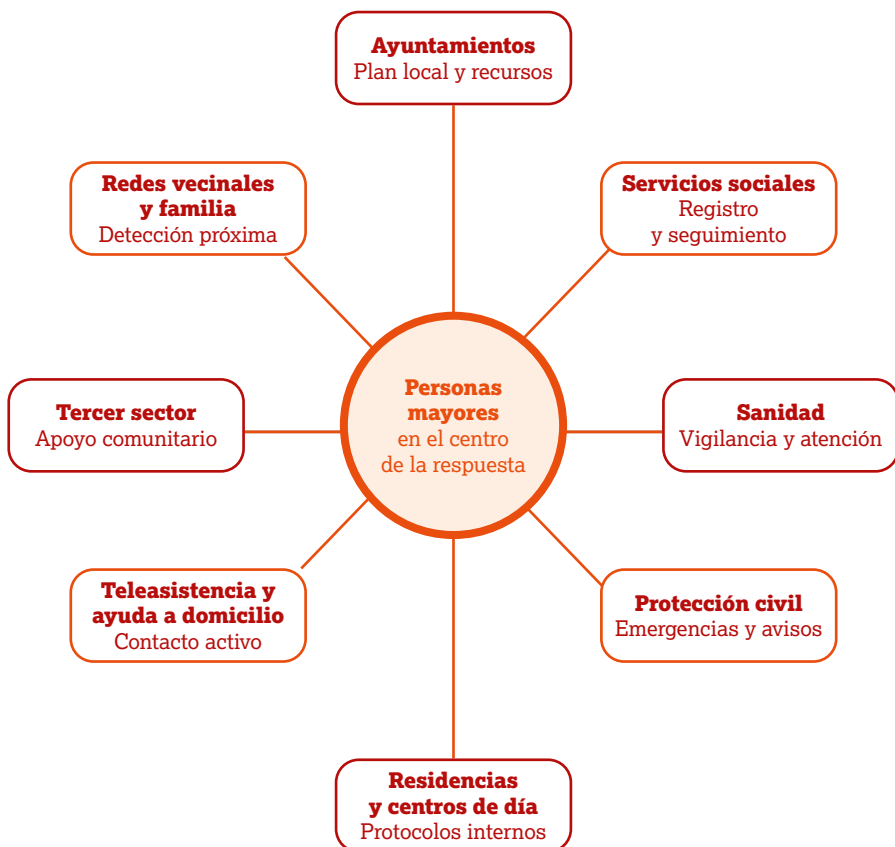 Ayuntamientos
Plan local y recursos
Redes vecinales
y familia
Detección próxima
Servicios sociales
Registro
y seguimiento
Personas
mayores
en el centro
de la respuesta
Tercer sector
Apoyo comunitario
Sanidad
Vigilancia y atención
Teleasistencia y
ayuda a domicilio
Contacto activo
Protección civil
Emergencias y avisos
Residencias
y centros de día
Protocolos internos